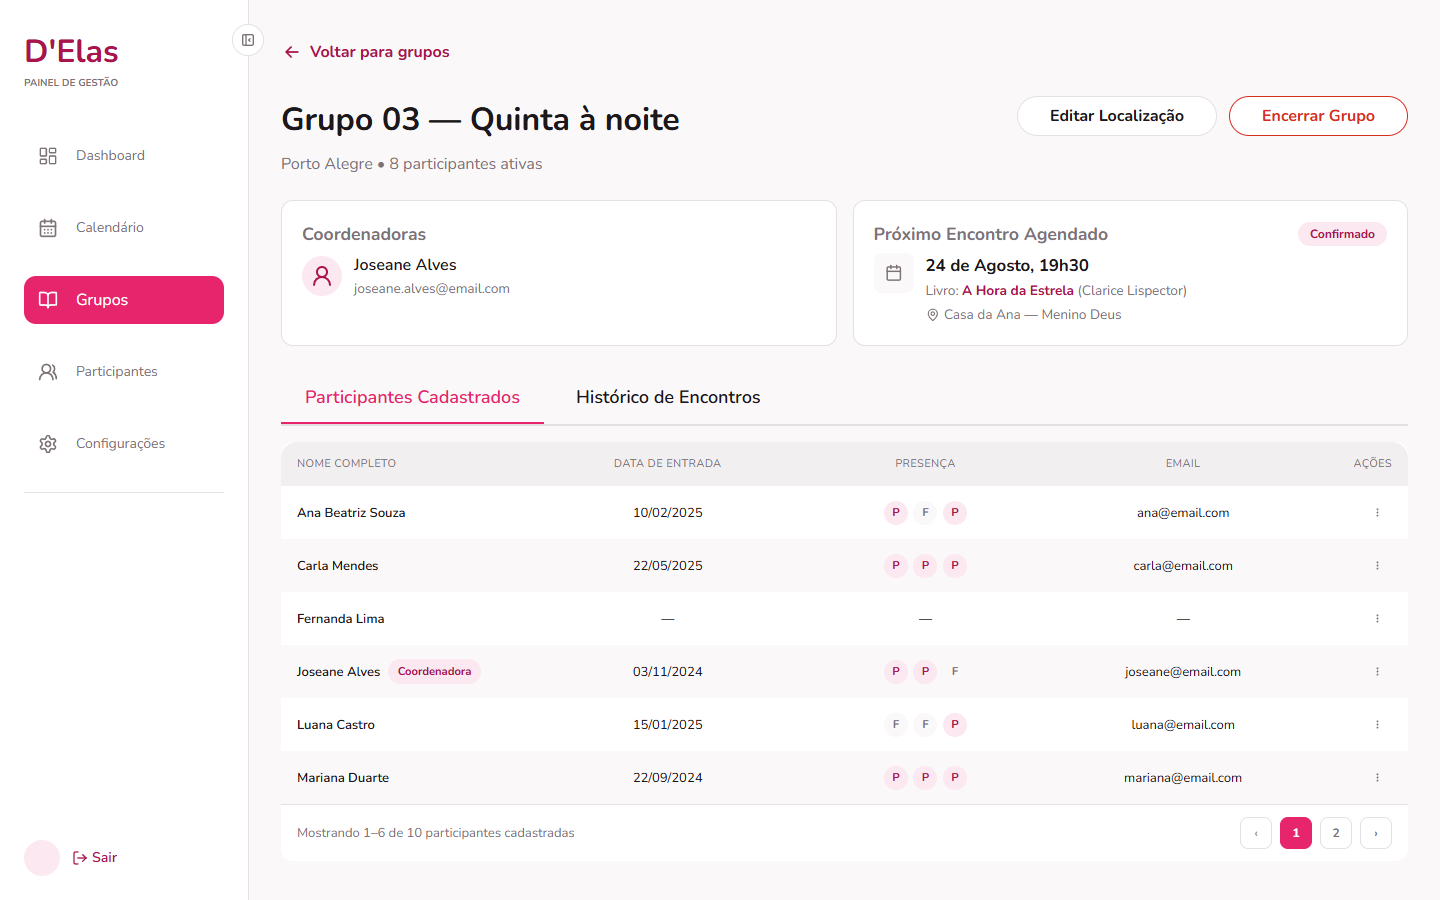 D'Elas
PAINEL DE GESTÃO
Dashboard
Calendário
Grupos
Participantes
Configurações
Sair
Voltar para grupos
Grupo 03 — Quinta à noite
Porto Alegre • 8 participantes ativas
Editar Localização
Encerrar Grupo
Coordenadoras
Joseane Alves
joseane.alves@email.com
Próximo Encontro Agendado
Confirmado
24 de Agosto, 19h30
Livro: A Hora da Estrela (Clarice Lispector)
Casa da Ana — Menino Deus
Participantes Cadastrados Histórico de Encontros
NOME COMPLETO DATA DE ENTRADA PRESENÇA EMAIL AÇÕES
Ana Beatriz Souza 10/02/2025 P F P ana@email.com
Carla Mendes 22/05/2025 P P P carla@email.com
Fernanda Lima — — —
Joseane Alves Coordenadora 03/11/2024 P P F joseane@email.com
Luana Castro 15/01/2025 F F P luana@email.com
Mariana Duarte 22/09/2024 P P P mariana@email.com
Mostrando 1–6 de 10 participantes cadastradas ‹ 1 2 ›